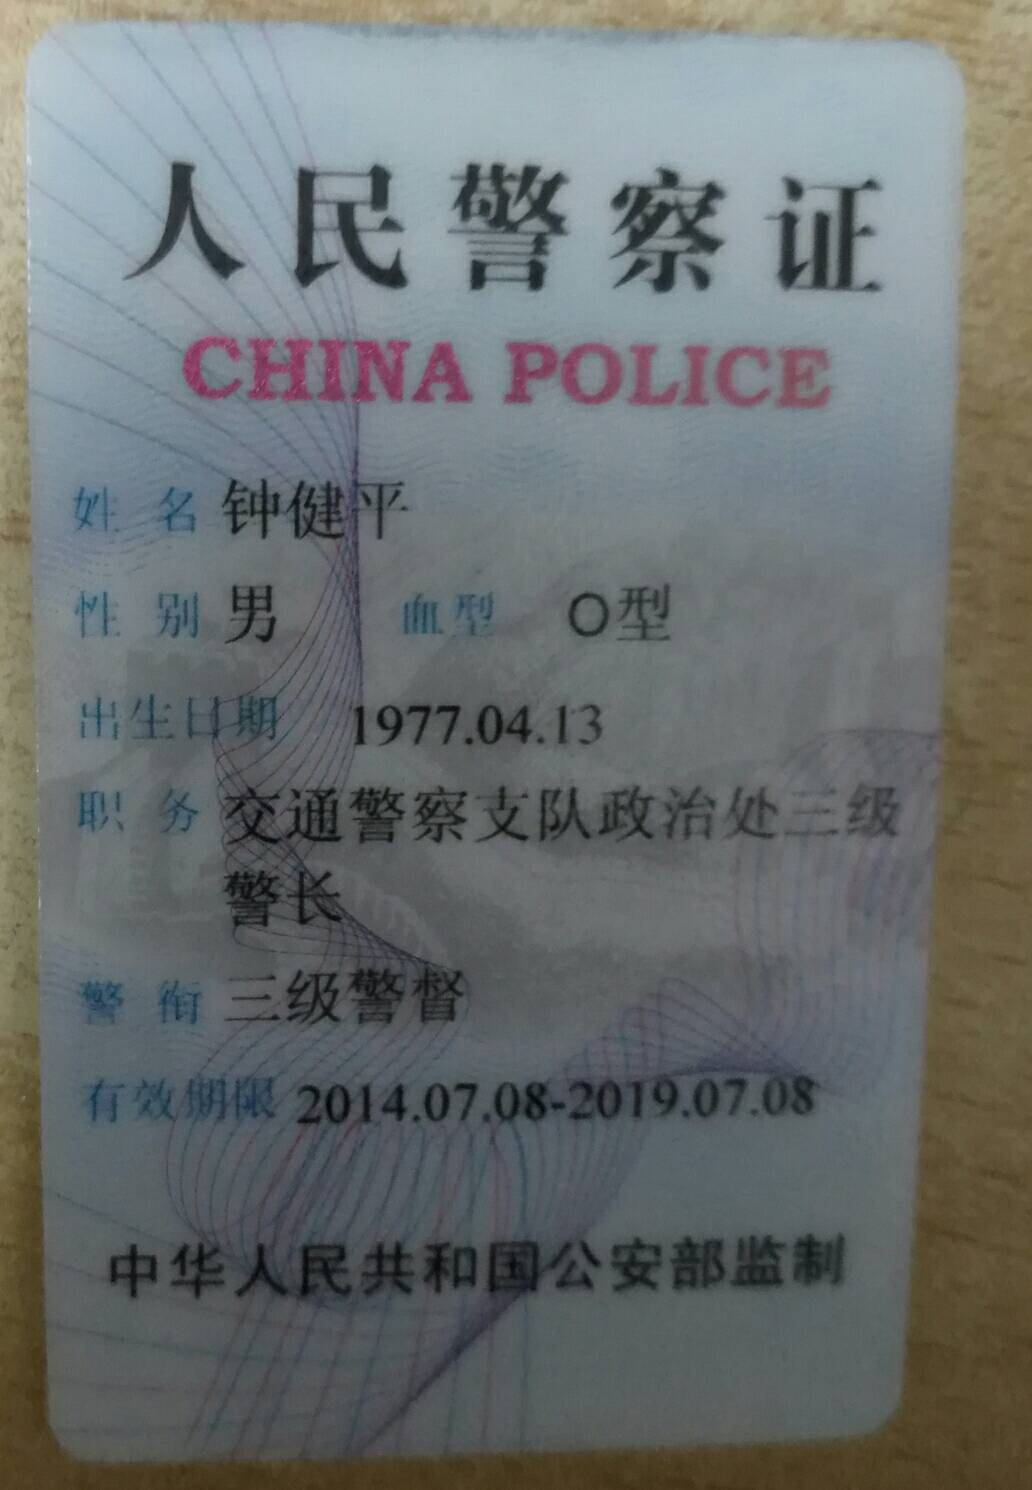 人民警察证
CHINA POLICE
姓 名 钟健平
性 别 男 血型 O型
出生日期 1977.04.13
职 务 交通警察支队政治处三级
警长
警 衔 三级警督
有效期限 2014.07.08-2019.07.08
中华人民共和国公安部监制